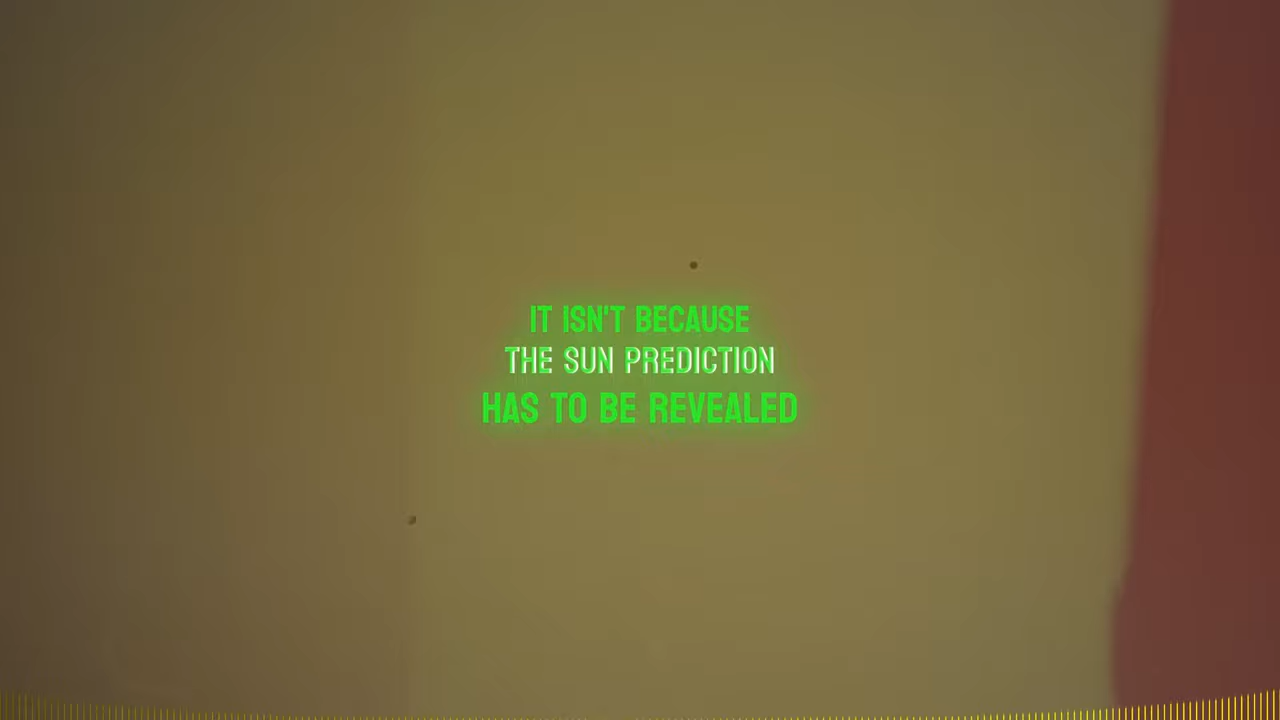 IT ISN'T BECAUSE
THE SUN PREDICTION
HAS TO BE REVEALED